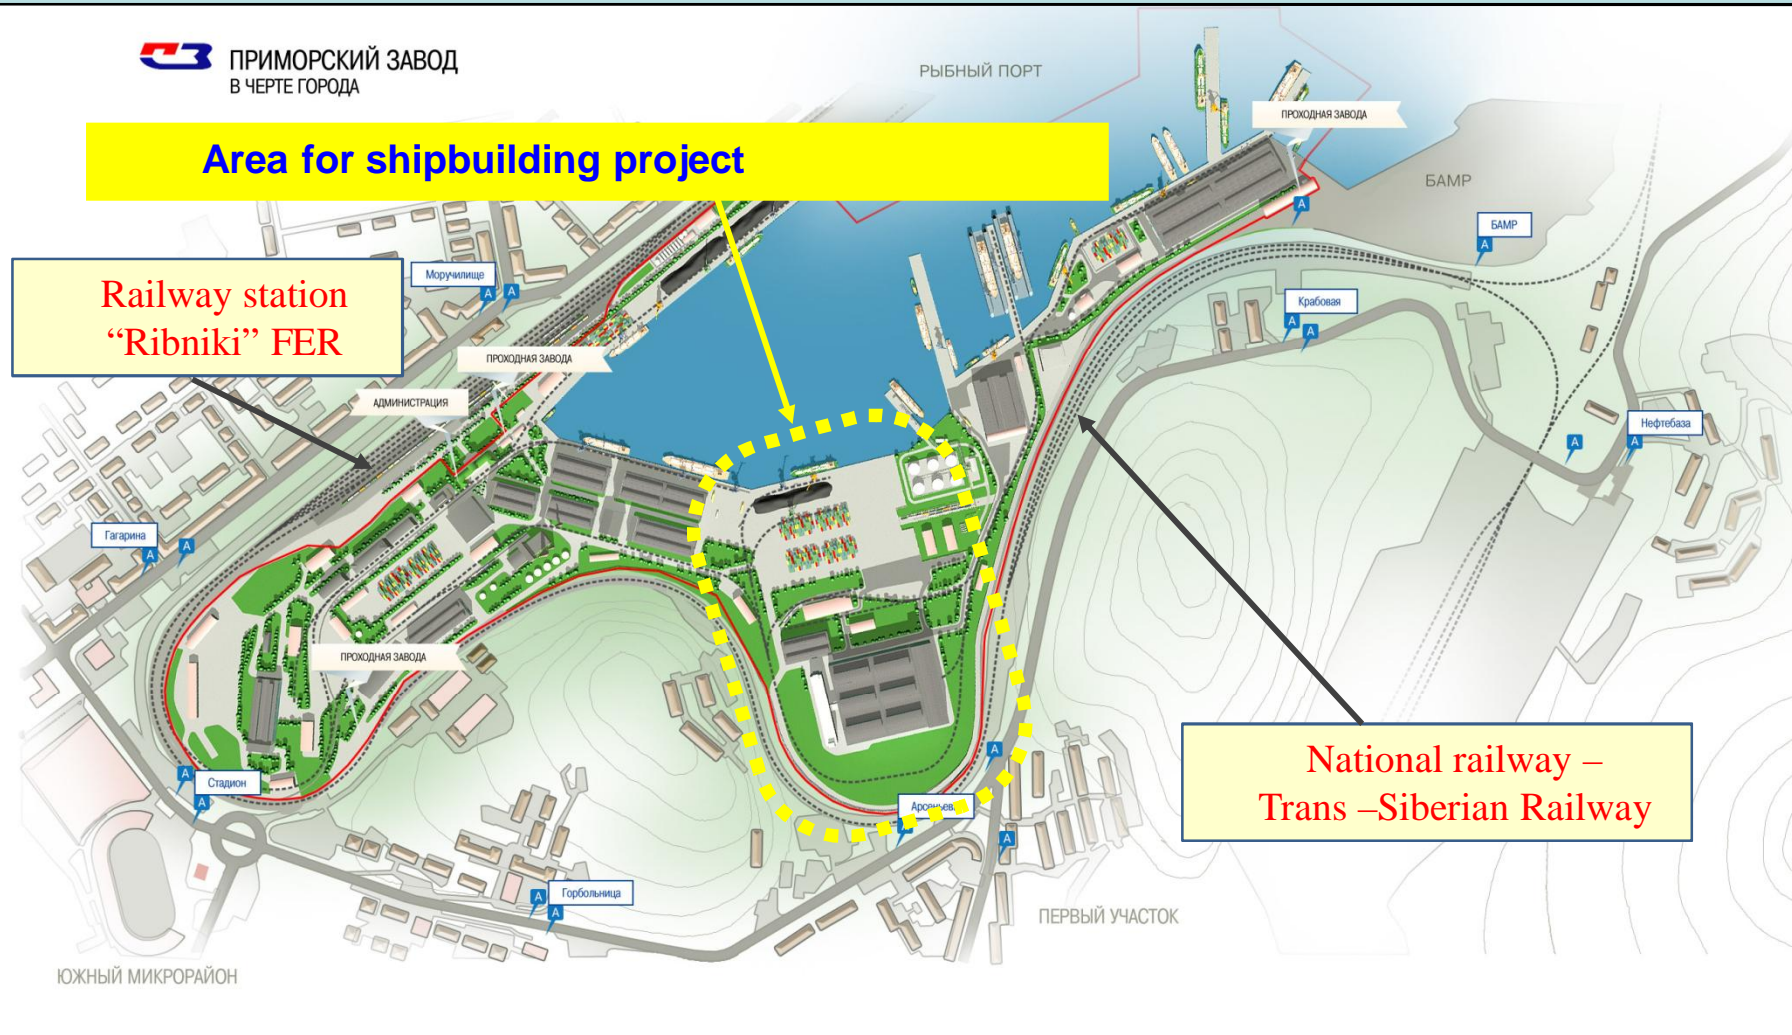 ПРИМОРСКИЙ ЗАВОД
В ЧЕРТЕ ГОРОДА
РЫБНЫЙ ПОРТ
ПРОХОДНАЯ ЗАВОДА
Area for shipbuilding project
БАМР
БАМР
A
A
A
Моручилище
A
A
Railway station
“Ribniki” FER
Крабовая
A
A
ПРОХОДНАЯ ЗАВОДА
АДМИНИСТРАЦИЯ
Нефтебаза
A
A
Гагарина
A
A
ПРОХОДНАЯ ЗАВОДА
National railway –
Trans –Siberian Railway
A
Стадион
A
A
Арсеньева
A
A
Горбольница
A
A
ПЕРВЫЙ УЧАСТОК
ЮЖНЫЙ МИКРОРАЙОН